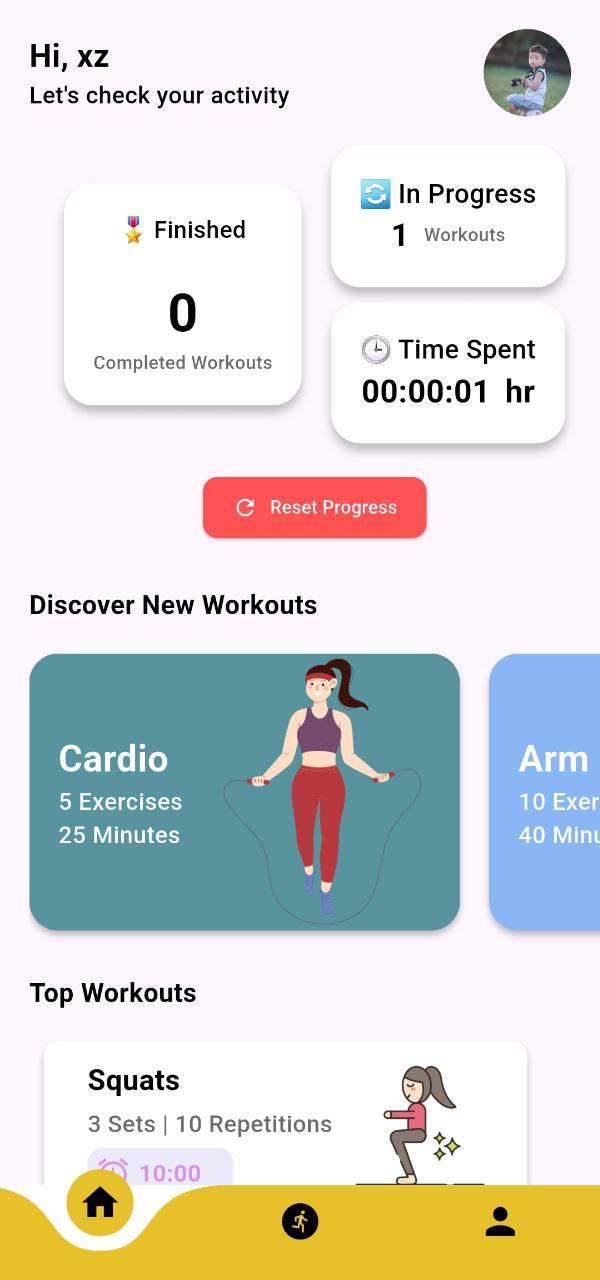 Hi, xz
Let's check your activity
Finished
0
Completed Workouts
In Progress
1 Workouts
Time Spent
00:00:01 hr
Reset Progress
Discover New Workouts
Cardio
5 Exercises
25 Minutes
Arm
10 Exer
40 Minu
Top Workouts
Squats
3 Sets | 10 Repetitions
10:00